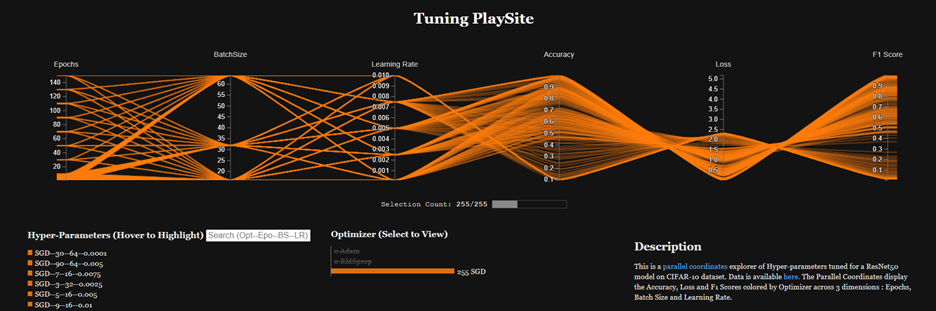 Tuning PlaySite
Epochs
BatchSize
Learning Rate
Accuracy
Loss
F1 Score
140
120
100
80
60
40
20
60
55
50
45
40
35
30
25
20
0.010
0.009
0.008
0.007
0.006
0.005
0.004
0.003
0.002
0.001
0.9
0.8
0.7
0.6
0.5
0.4
0.3
0.2
0.1
5.0
4.5
4.0
3.5
3.0
2.5
2.0
1.5
1.0
0.5
0.9
0.8
0.7
0.6
0.5
0.4
0.3
0.2
0.1
Selection Count: 255/255
Hyper-Parameters (Hover to Highlight) Search (Opt--Epo--BS--LR)
SGD--30--64--0.0001
SGD--90--64--0.005
SGD--7--16--0.0075
SGD--3--32--0.0025
SGD--5--16--0.005
SGD--9--16--0.01
Optimizer (Select to View)
0 Adam
0 RMSprop
255 SGD
Description
This is a parallel coordinates explorer of Hyper-parameters tuned for a ResNet50
model on CIFAR-10 dataset. Data is available here. The Parallel Coordinates display
the Accuracy, Loss and F1 Scores colored by Optimizer across 3 dimensions : Epochs,
Batch Size and Learning Rate.